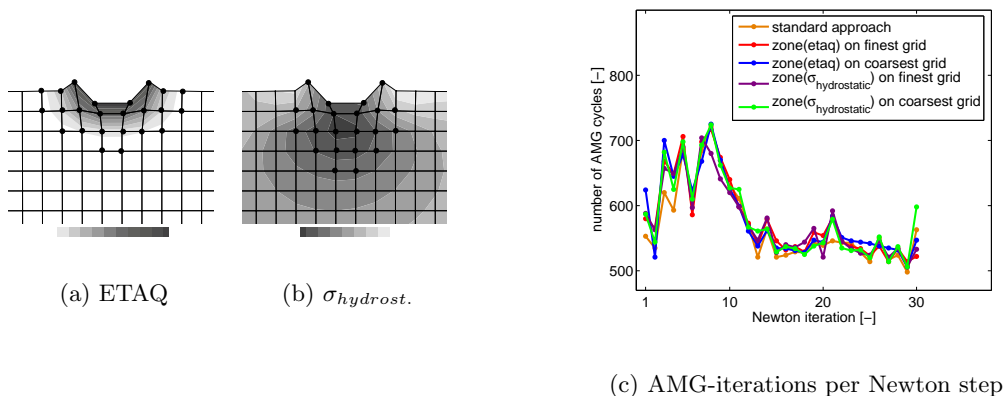 (a) ETAQ
(b) σhydrost.
number of AMG cycles [−]
800
700
600
500
1
10
20
30
Newton iteration [−]
standard approach
zone(etaq) on finest grid
zone(etaq) on coarsest grid
zone(σhydrostatic) on finest grid
zone(σhydrostatic) on coarsest grid
(c) AMG-iterations per Newton step